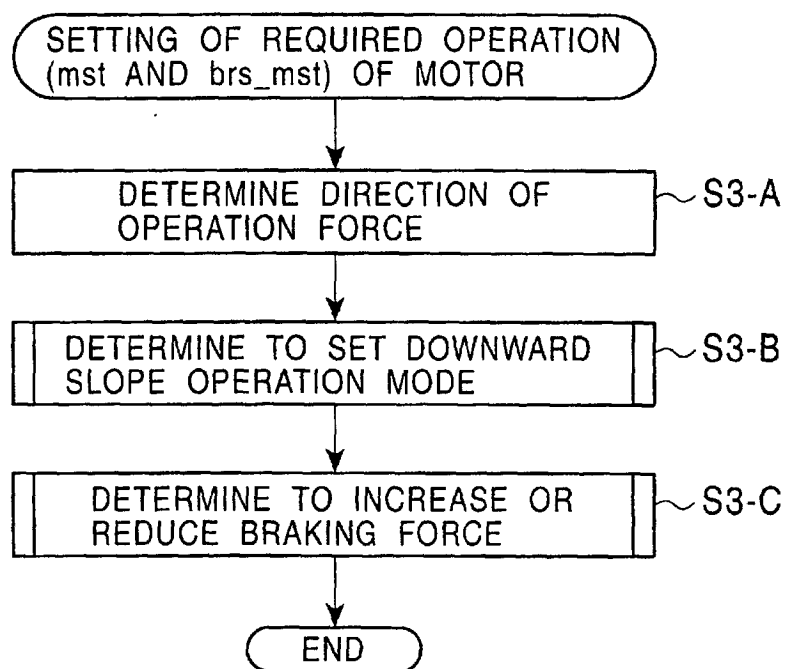 SETTING OF REQUIRED OPERATION
(mst AND brs_mst) OF MOTOR
DETERMINE DIRECTION OF
OPERATION FORCE
S3-A
DETERMINE TO SET DOWNWARD
SLOPE OPERATION MODE
S3-B
DETERMINE TO INCREASE OR
REDUCE BRAKING FORCE
S3-C
END